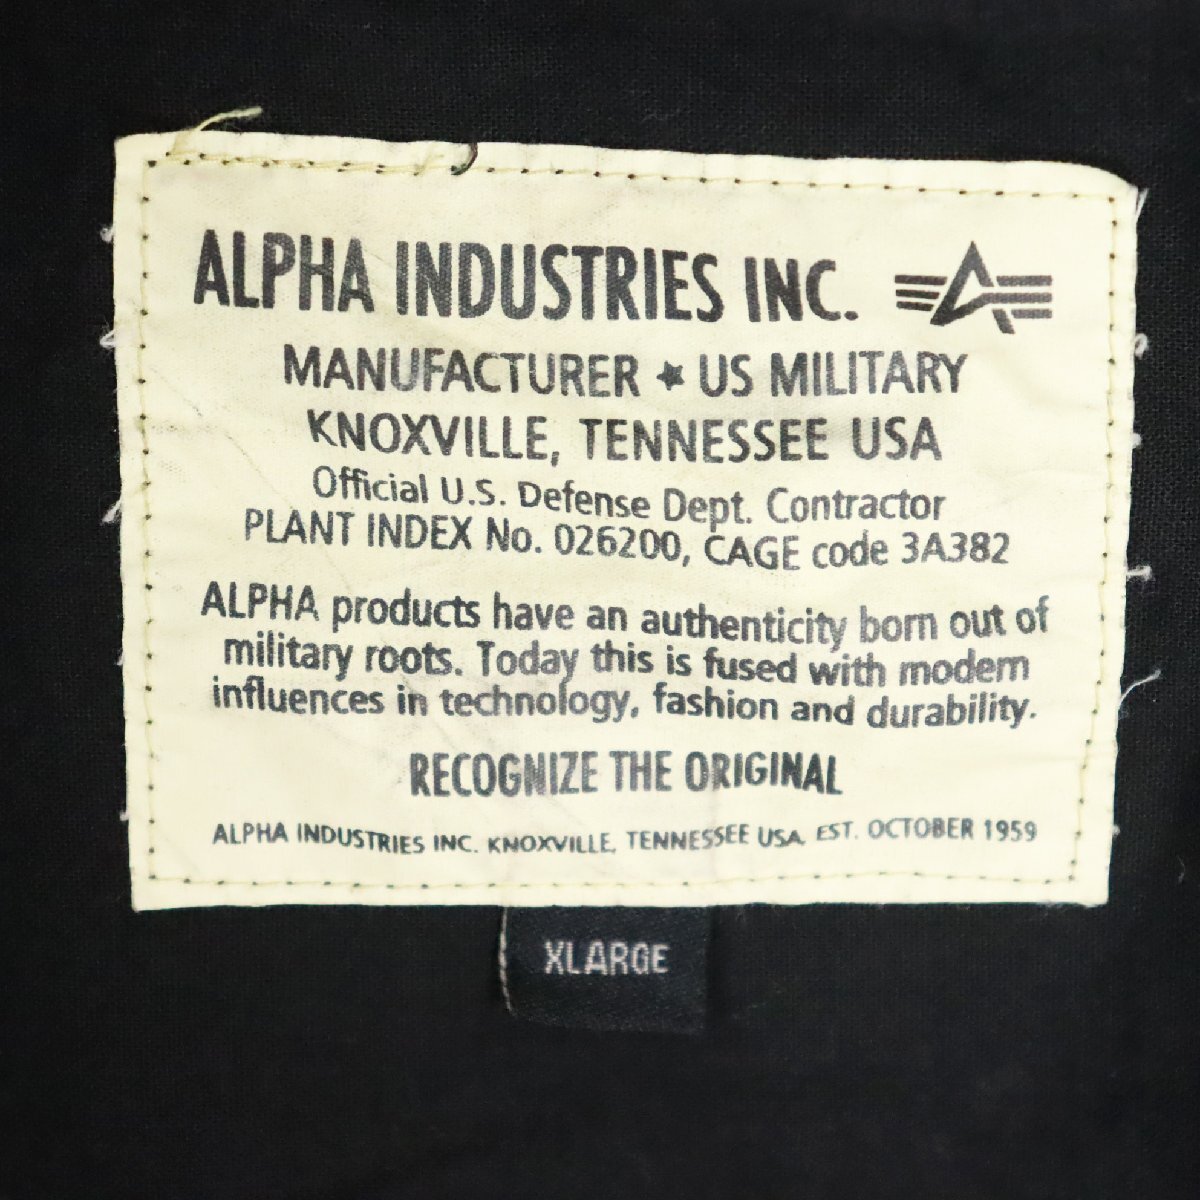 ALPHA INDUSTRIES INC.
MANUFACTURER ★ US MILITARY
KNOXVILLE, TENNESSEE USA
Official U.S. Defense Dept. Contractor
PLANT INDEX No. 026200, CAGE code 3A382
ALPHA products have an authenticity born out of
military roots. Today this is fused with modern
influences in technology, fashion and durability.
RECOGNIZE THE ORIGINAL
ALPHA INDUSTRIES INC. KNOXVILLE, TENNESSEE USA. EST. OCTOBER 1959
XLARGE